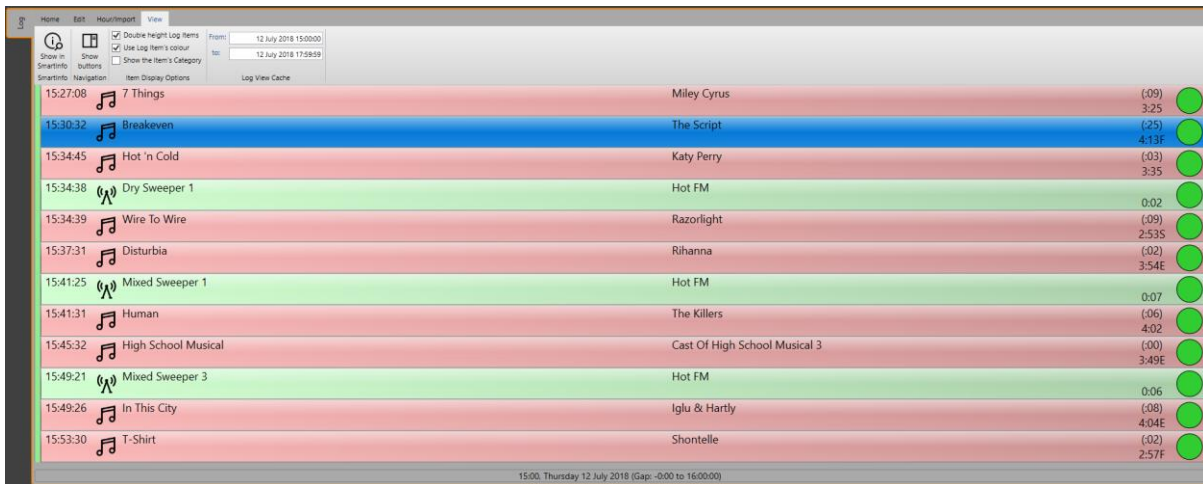 Log
Home Edit Hour/Import View
Show in SmartInfo
Show buttons
Double height Log Items
Use Log Item's colour
Show the Item's Category
From: 12 July 2018 15:00:00
to: 12 July 2018 17:59:59
SmartInfo Navigation Item Display Options Log View Cache
15:27:08 7 Things Miley Cyrus (:09)
3:25
15:30:32 Breakeven The Script (:25)
4:13F
15:34:45 Hot 'n Cold Katy Perry (:03)
3:35
15:34:38 Dry Sweeper 1 Hot FM
0:02
15:34:39 Wire To Wire Razorlight (:09)
2:53S
15:37:31 Disturbia Rihanna (:02)
3:54E
15:41:25 Mixed Sweeper 1 Hot FM
0:07
15:41:31 Human The Killers (:06)
4:02
15:45:32 High School Musical Cast Of High School Musical 3 (:00)
3:49E
15:49:21 Mixed Sweeper 3 Hot FM
0:06
15:49:26 In This City Iglu & Hartly (:08)
4:04E
15:53:30 T-Shirt Shontelle (:02)
2:57F
15:00, Thursday 12 July 2018 (Gap: -0:00 to 16:00:00)